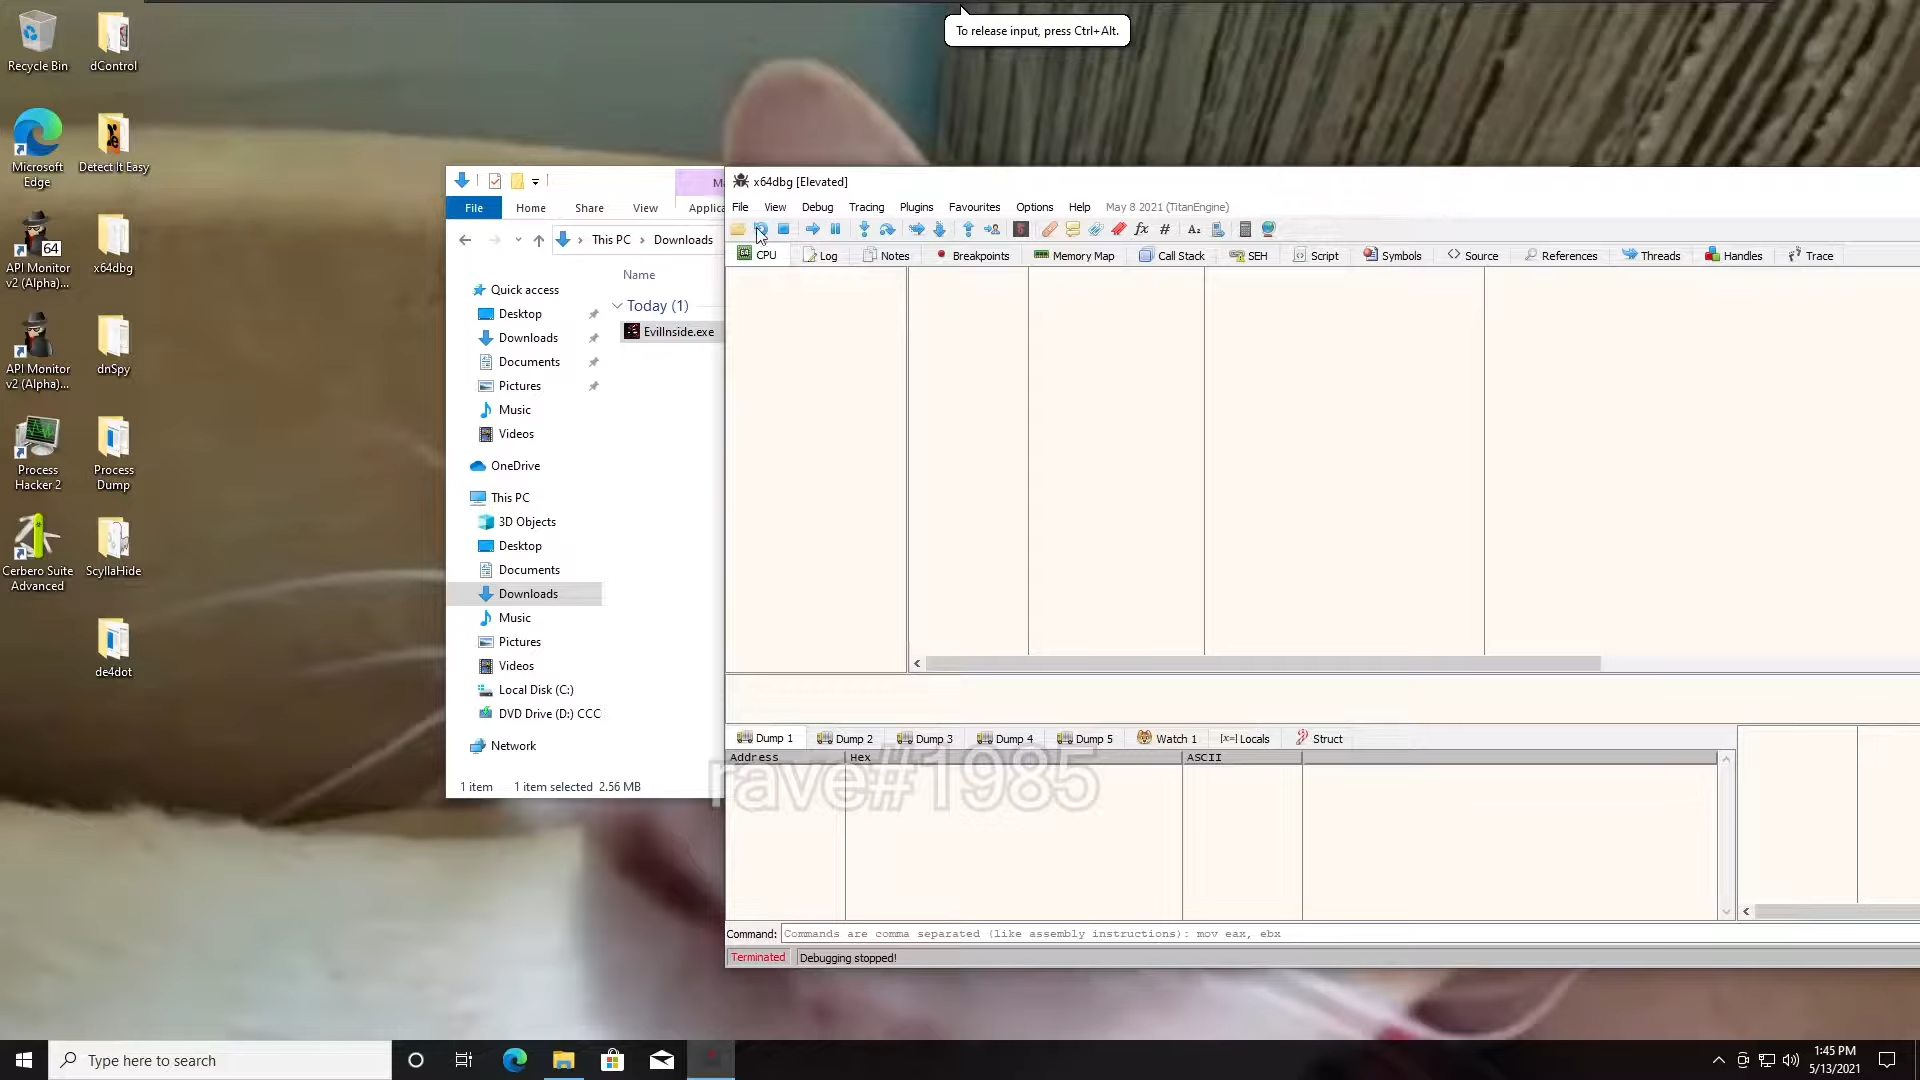 To release input, press Ctrl+Alt.
Recycle Bin
dControl
Microsoft Edge
Detect It Easy
API Monitor v2 (Alpha)...
x64dbg
API Monitor v2 (Alpha)...
dnSpy
Process Hacker 2
Process Dump
Cerbero Suite Advanced
ScyllaHide
de4dot
File
Home
Share
View
This PC
Downloads
Name
Quick access
Desktop
Downloads
Documents
Pictures
Music
Videos
OneDrive
This PC
3D Objects
Desktop
Documents
Downloads
Music
Pictures
Videos
Local Disk (C:)
DVD Drive (D:) CCC
Network
Today (1)
EvilInside.exe
1 item
1 item selected 2.56 MB
x64dbg [Elevated]
File View Debug Tracing Plugins Favourites Options Help May 8 2021 (TitanEngine)
CPU Log Notes Breakpoints Memory Map Call Stack SEH Script Symbols Source References Threads Handles Trace
Dump 1 Dump 2 Dump 3 Dump 4 Dump 5 Watch 1 Locals Struct
Address Hex ASCII
rave#1985
Command: Commands are comma separated (like assembly instructions): mov eax, ebx
Terminated Debugging stopped!
Type here to search
1:45 PM
5/13/2021